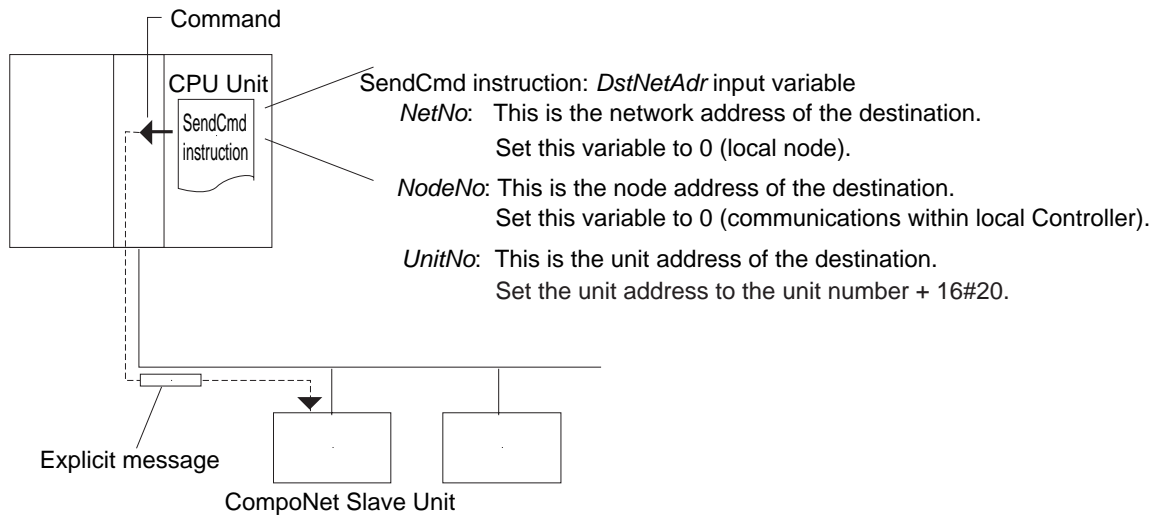 Command
CPU Unit
SendCmd
instruction
SendCmd instruction: DstNetAdr input variable
NetNo: This is the network address of the destination.
Set this variable to 0 (local node).
NodeNo: This is the node address of the destination.
Set this variable to 0 (communications within local Controller).
UnitNo: This is the unit address of the destination.
Set the unit address to the unit number + 16#20.
Explicit message
CompoNet Slave Unit